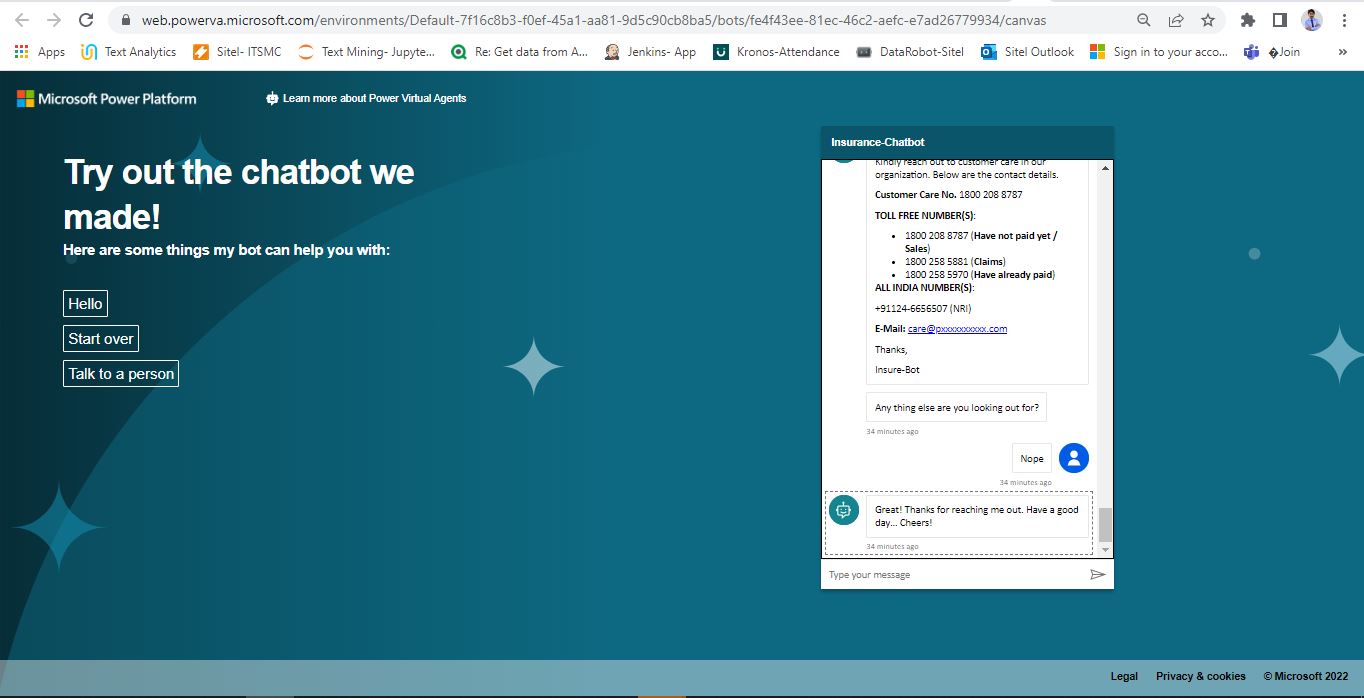 web.powerva.microsoft.com/environments/Default-7f16c8b3-f0ef-45a1-aa81-9d5c90cb8ba5/bots/fe4f43ee-81ec-46c2-aefc-e7ad26779934/canvas
Apps Text Analytics Sitel- ITSMC Text Mining- Jupyte... Re: Get data from A... Jenkins- App Kronos-Attendance DataRobot-Sitel Sitel Outlook Sign in to your acco... �Join »
Microsoft Power Platform Learn more about Power Virtual Agents
Try out the chatbot we
made!
Here are some things my bot can help you with:
Hello
Start over
Talk to a person
Insurance-Chatbot
Kindly reach out to customer care in our
organization. Below are the contact details.
Customer Care No. 1800 208 8787
TOLL FREE NUMBER(S):
• 1800 208 8787 (Have not paid yet /
Sales)
• 1800 258 5881 (Claims)
• 1800 258 5970 (Have already paid)
ALL INDIA NUMBER(S):
+91124-6656507 (NRI)
E-Mail: care@pxxxxxxxxxx.com
Thanks,
Insure-Bot
Any thing else are you looking out for?
34 minutes ago
Nope
34 minutes ago
Great! Thanks for reaching me out. Have a good
day... Cheers!
34 minutes ago
Type your message
Legal Privacy & cookies © Microsoft 2022